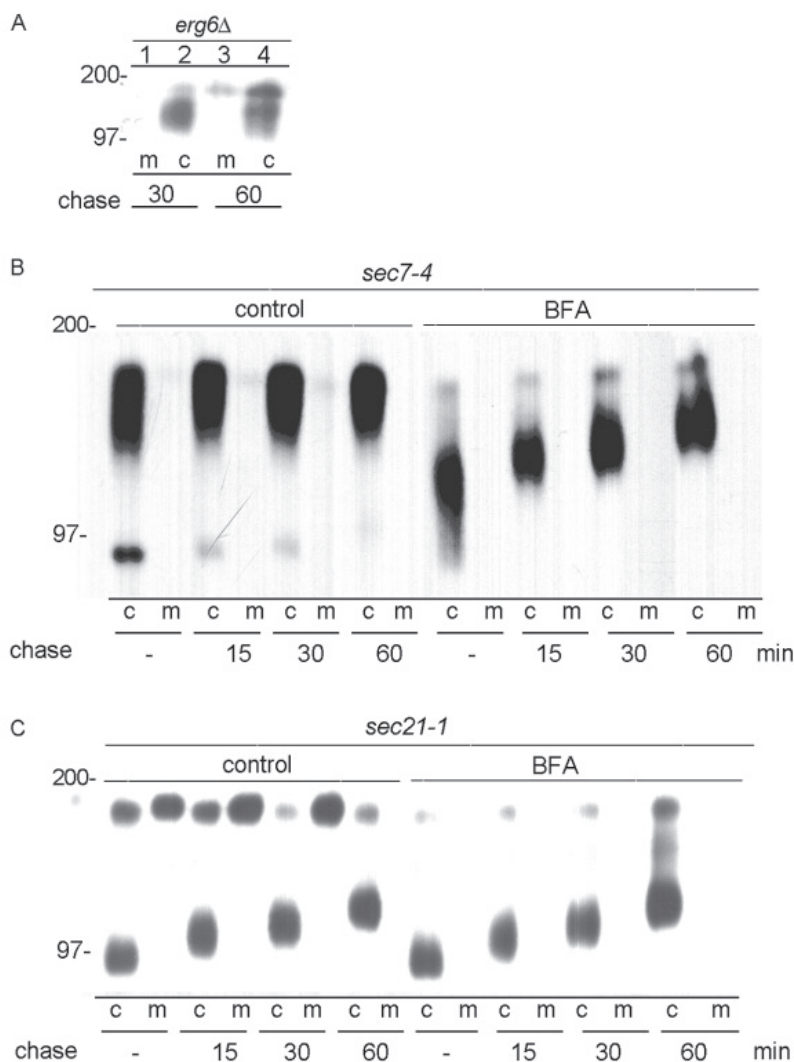 A
erg6Δ
1 2 3 4
200-
97-
m c m c
chase 30 60
B
sec7-4
control BFA
200-
97-
c m c m c m c m c m c m c m c m
chase - 15 30 60 - 15 30 60 min
C
sec21-1
control BFA
200-
97-
c m c m c m c m c m c m c m c m
chase - 15 30 60 - 15 30 60 min